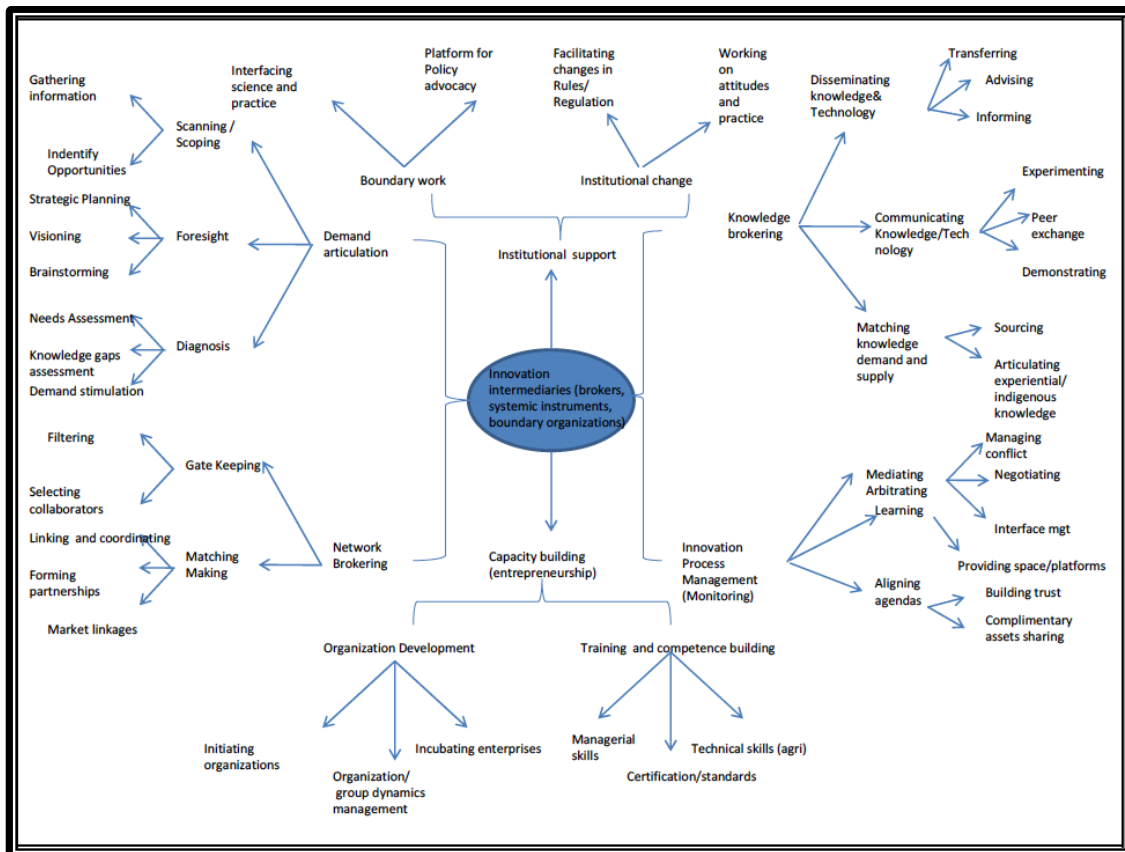 Gathering
information
Scanning /
Scoping
Indentify
Opportunities
Strategic Planning
Visioning
Foresight
Brainstorming
Demand
articulation
Needs Assessment
Knowledge gaps
assessment
Diagnosis
Demand stimulation
Interfacing
science and
practice
Platform for
Policy
advocacy
Boundary work
Facilitating
changes in
Rules/
Regulation
Working
on
attitudes
and
practice
Institutional change
Institutional support
Disseminating
knowledge&
Technology
Transferring
Advising
Informing
Knowledge
brokering
Communicating
Knowledge/Tech
nology
Experimenting
Peer
exchange
Demonstrating
Matching
knowledge
demand and
supply
Sourcing
Articulating
experiential/
indigenous
knowledge
Innovation
intermediaries (brokers,
systemic instruments,
boundary organizations)
Filtering
Gate Keeping
Selecting
collaborators
Linking and coordinating
Matching
Making
Forming
partnerships
Market linkages
Network
Brokering
Capacity building
(entrepreneurship)
Innovation
Process
Management
(Monitoring)
Mediating
Arbitrating
Learning
Managing
conflict
Negotiating
Interface mgt
Providing space/platforms
Aligning
agendas
Building trust
Complimentary
assets sharing
Organization Development
Initiating
organizations
Organization/
group dynamics
management
Incubating enterprises
Training and competence building
Managerial
skills
Certification/standards
Technical skills (agri)